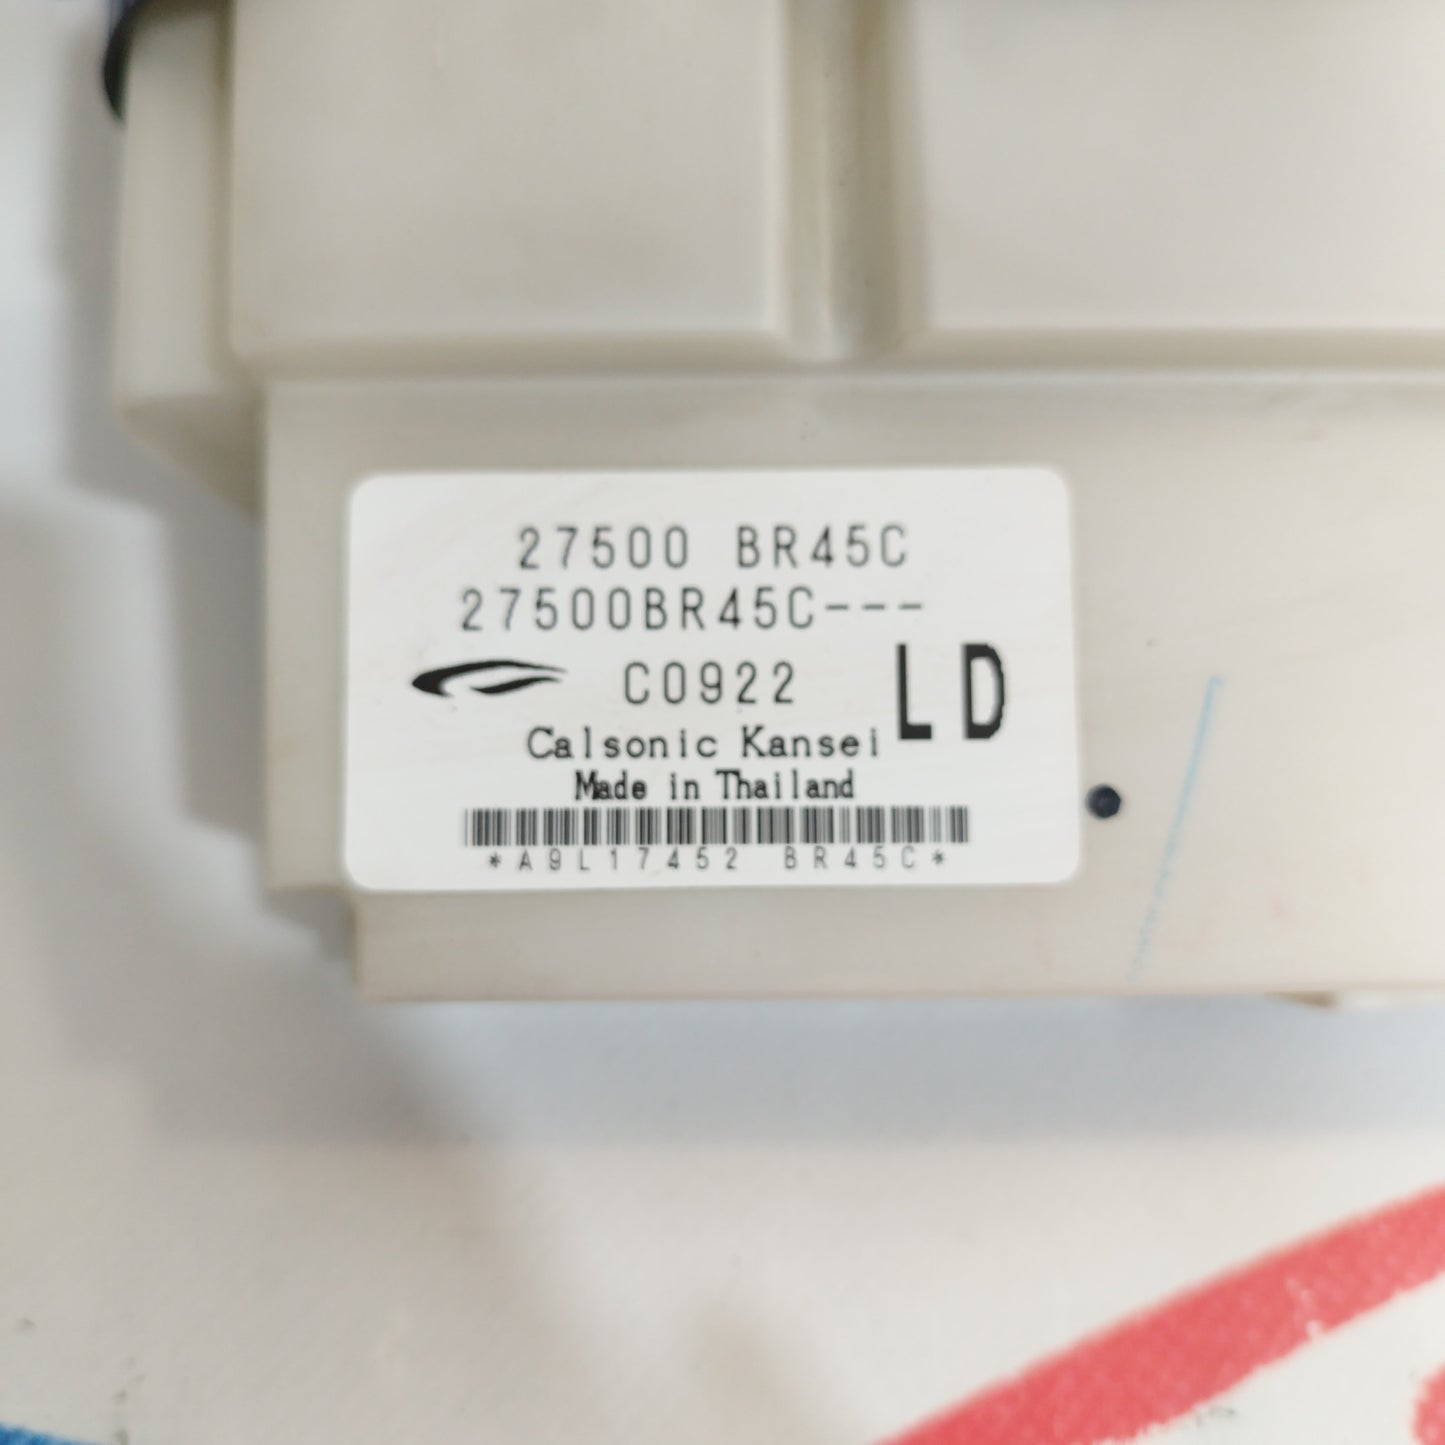 27500 BR45C
27500BR45C---
C0922
LD
Calsonic Kansei
Made in Thailand
*A9L17452 BR45C*